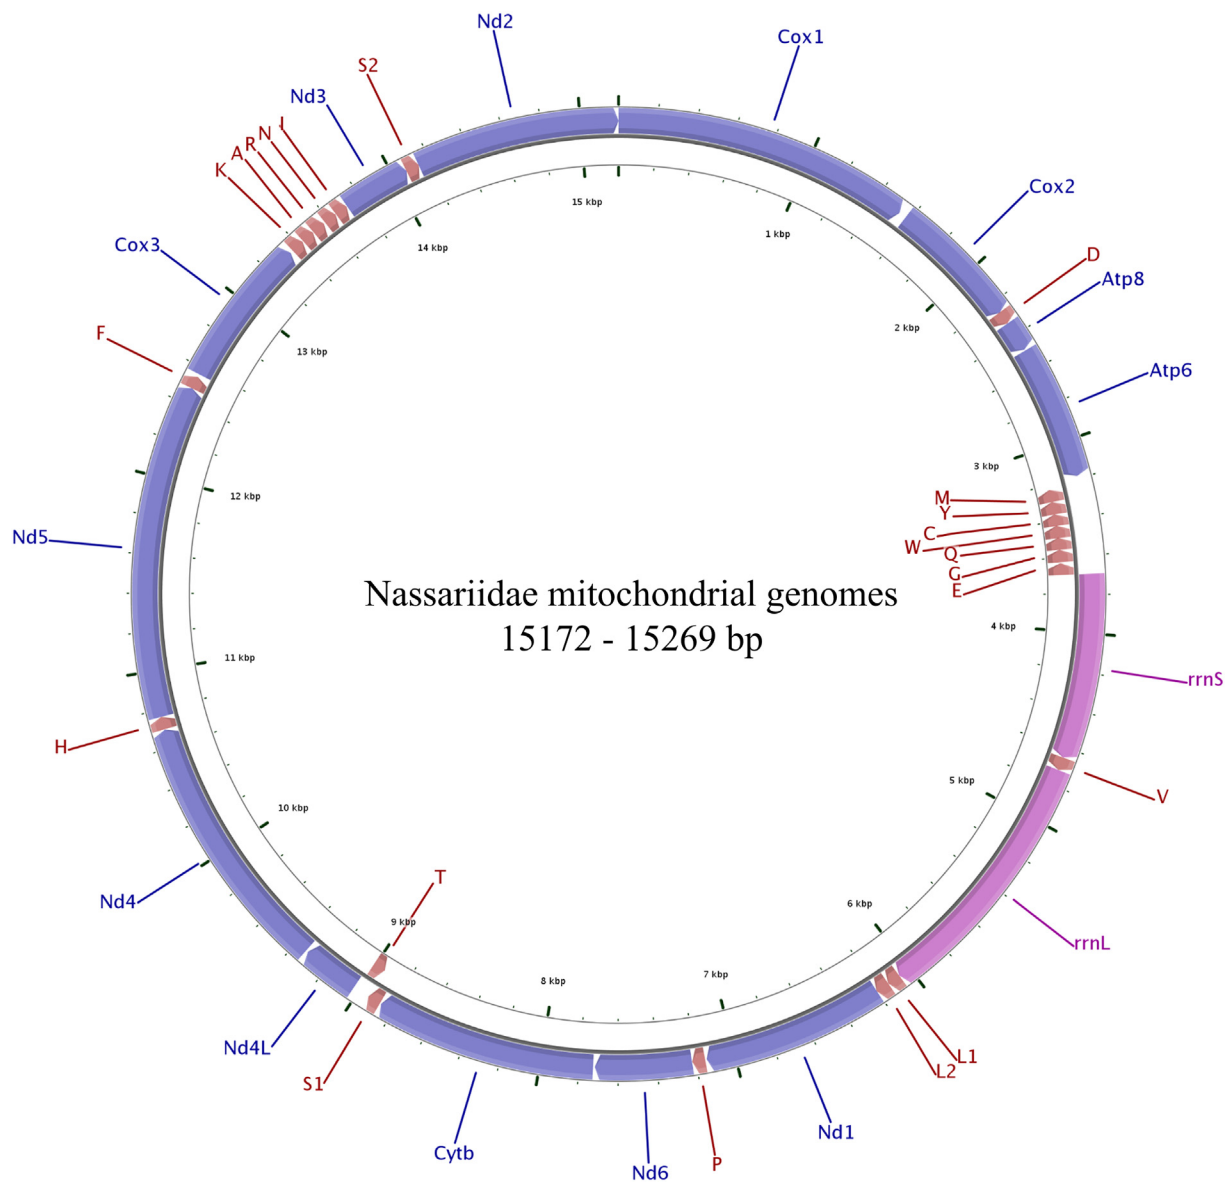 Nd2
Cox1
S2
Nd3
I
N
R
A
K
Cox2
D
Atp8
Atp6
Cox3
F
Nd5
H
Nd4
Nd4L
S1
T
Cytb
Nd6
P
Nd1
L2
L1
rrnL
V
rrnS
M
Y
C
W
Q
G
E
15 kbp
1 kbp
2 kbp
3 kbp
4 kbp
5 kbp
6 kbp
7 kbp
8 kbp
9 kbp
10 kbp
11 kbp
12 kbp
13 kbp
14 kbp
Nassariidae mitochondrial genomes
15172 - 15269 bp